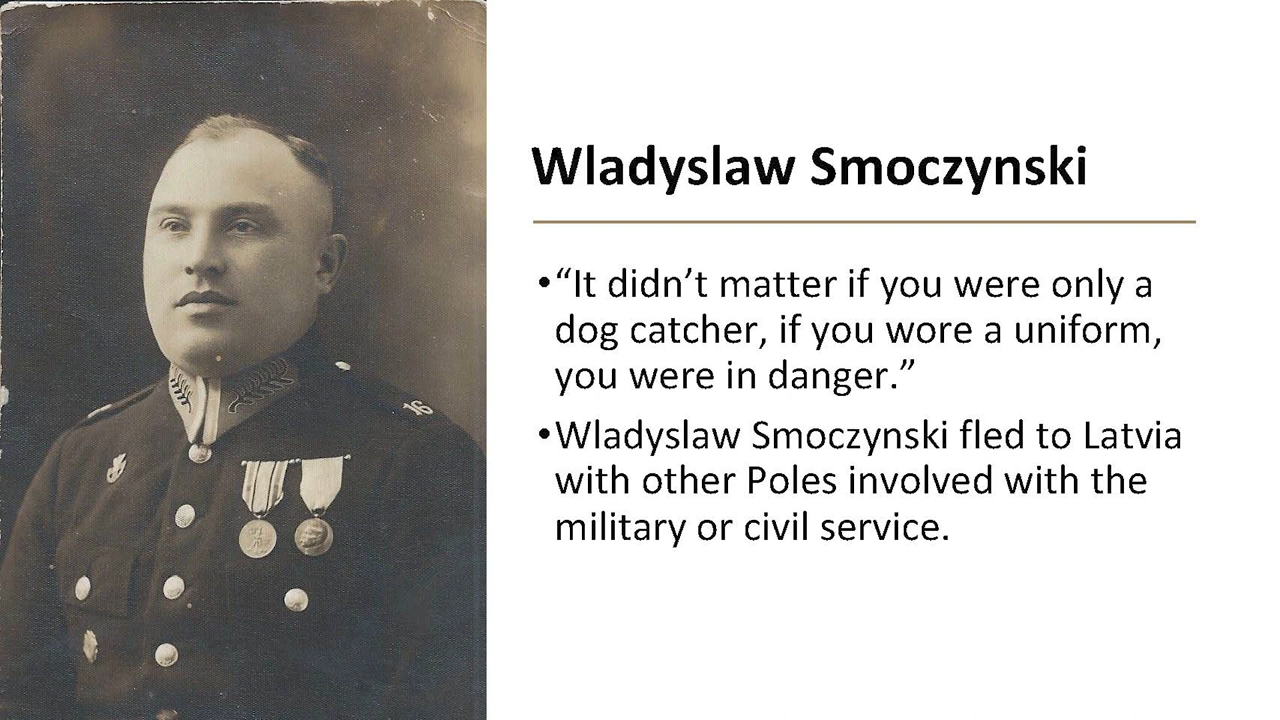 Wladyslaw Smoczynski
•“It didn’t matter if you were only a
dog catcher, if you wore a uniform,
you were in danger.”
•Wladyslaw Smoczynski fled to Latvia
with other Poles involved with the
military or civil service.
16